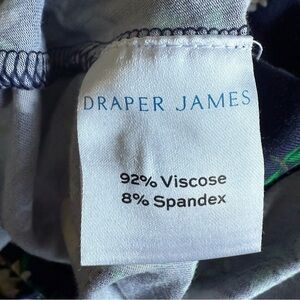 DRAPER JAMES
92% Viscose
8% Spandex